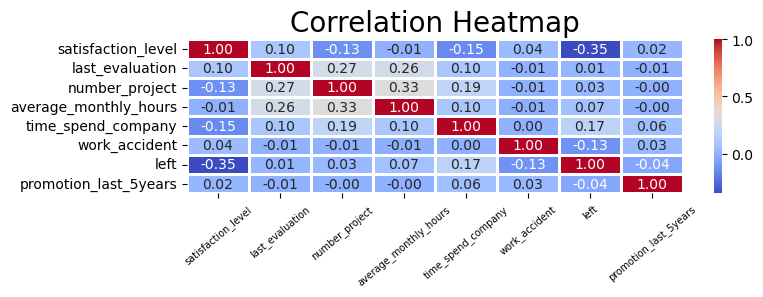 Correlation Heatmap
satisfaction_level 1.00 0.10 -0.13 -0.01 -0.15 0.04 -0.35 0.02
last_evaluation 0.10 1.00 0.27 0.26 0.10 -0.01 0.01 -0.01
number_project -0.13 0.27 1.00 0.33 0.19 -0.01 0.03 -0.00
average_monthly_hours -0.01 0.26 0.33 1.00 0.10 -0.01 0.07 -0.00
time_spend_company -0.15 0.10 0.19 0.10 1.00 0.00 0.17 0.06
work_accident 0.04 -0.01 -0.01 -0.01 0.00 1.00 -0.13 0.03
left -0.35 0.01 0.03 0.07 0.17 -0.13 1.00 -0.04
promotion_last_5years 0.02 -0.01 -0.00 -0.00 0.06 0.03 -0.04 1.00
satisfaction_level
last_evaluation
number_project
average_monthly_hours
time_spend_company
work_accident
left
promotion_last_5years
1.0
0.5
0.0